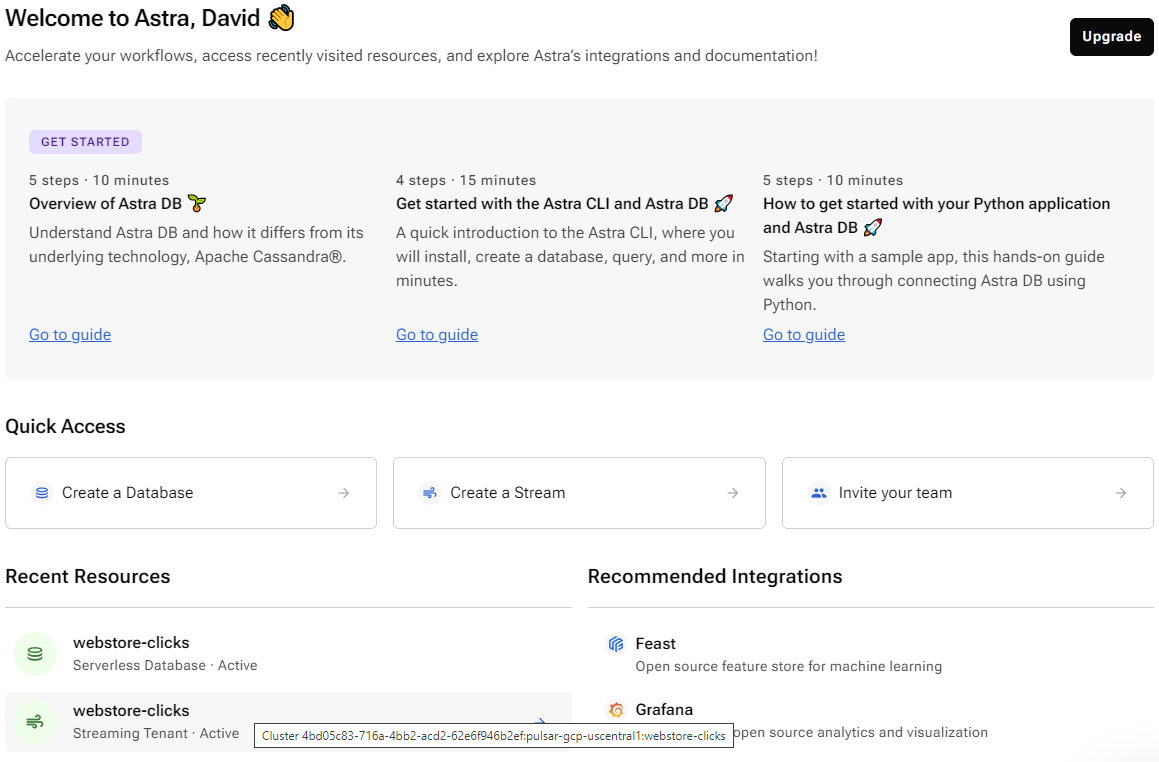 Welcome to Astra, David 👋
Accelerate your workflows, access recently visited resources, and explore Astra's integrations and documentation!
Upgrade
GET STARTED
5 steps · 10 minutes
Overview of Astra DB 🌱
Understand Astra DB and how it differs from its
underlying technology, Apache Cassandra®.
Go to guide
4 steps · 15 minutes
Get started with the Astra CLI and Astra DB 🚀
A quick introduction to the Astra CLI, where you
will install, create a database, query, and more in
minutes.
Go to guide
5 steps · 10 minutes
How to get started with your Python application
and Astra DB 🚀
Starting with a sample app, this hands-on guide
walks you through connecting Astra DB using
Python.
Go to guide
Quick Access
Create a Database
Create a Stream
Invite your team
Recent Resources
webstore-clicks
Serverless Database · Active
webstore-clicks
Streaming Tenant · Active
Cluster 4bd05c83-716a-4bb2-acd2-62e6f946b2ef:pulsar-gcp-uscentral1:webstore-clicks
Recommended Integrations
Feast
Open source feature store for machine learning
Grafana
open source analytics and visualization